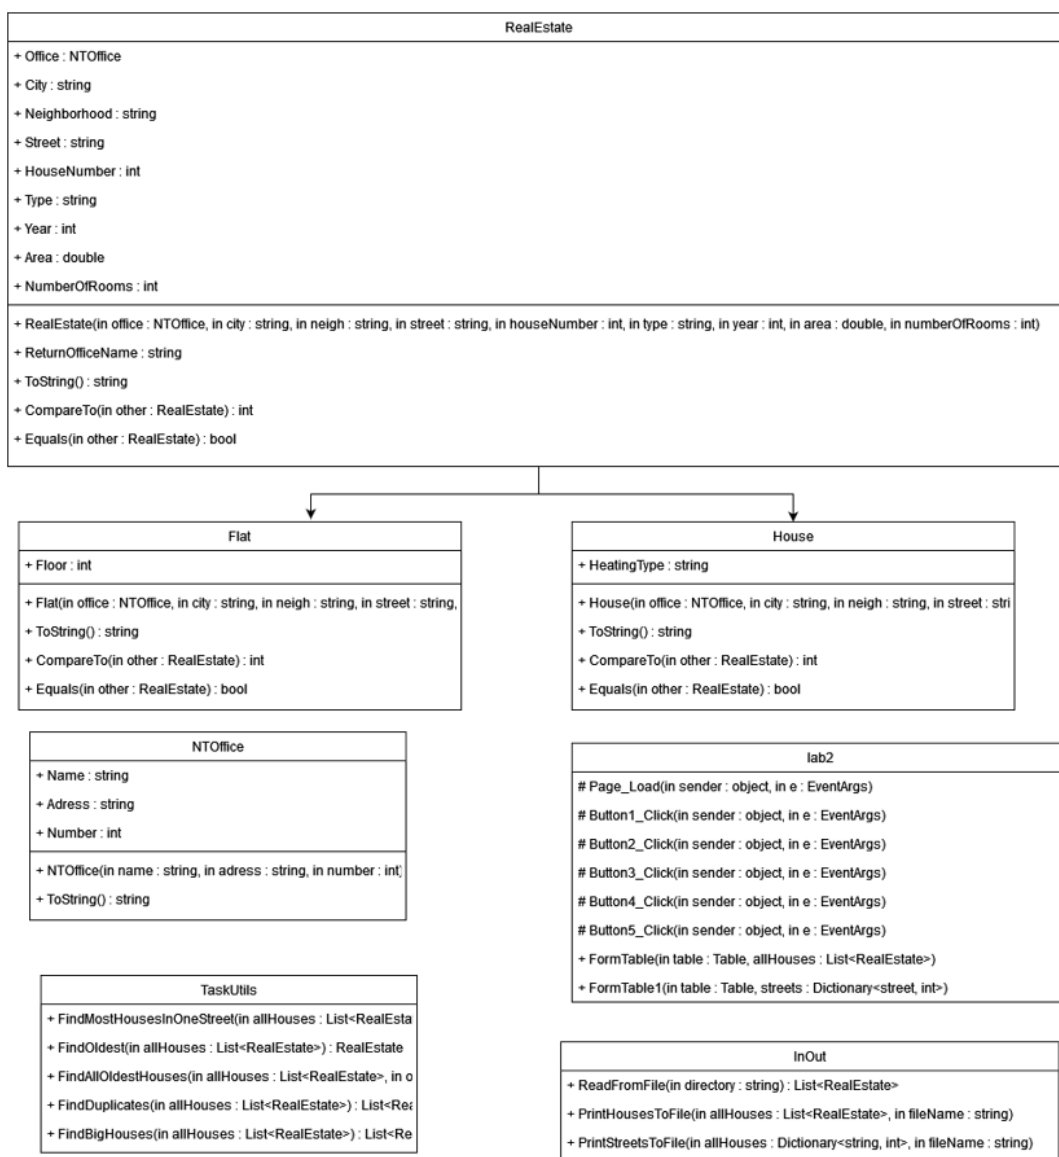 RealEstate
+ Office : NTOffice
+ City : string
+ Neighborhood : string
+ Street : string
+ HouseNumber : int
+ Type : string
+ Year : int
+ Area : double
+ NumberOfRooms : int
+ RealEstate(in office : NTOffice, in city : string, in neigh : string, in street : string, in houseNumber : int, in type : string, in year : int, in area : double, in numberOfRooms : int)
+ ReturnOfficeName : string
+ ToString() : string
+ CompareTo(in other : RealEstate) : int
+ Equals(in other : RealEstate) : bool
Flat
+ Floor : int
+ Flat(in office : NTOffice, in city : string, in neigh : string, in street : string,
+ ToString() : string
+ CompareTo(in other : RealEstate) : int
+ Equals(in other : RealEstate) : bool
House
+ HeatingType : string
+ House(in office : NTOffice, in city : string, in neigh : string, in street : stri
+ ToString() : string
+ CompareTo(in other : RealEstate) : int
+ Equals(in other : RealEstate) : bool
NTOffice
+ Name : string
+ Adress : string
+ Number : int
+ NTOffice(in name : string, in adress : string, in number : int)
+ ToString() : string
lab2
# Page_Load(in sender : object, in e : EventArgs)
# Button1_Click(in sender : object, in e : EventArgs)
# Button2_Click(in sender : object, in e : EventArgs)
# Button3_Click(in sender : object, in e : EventArgs)
# Button4_Click(in sender : object, in e : EventArgs)
# Button5_Click(in sender : object, in e : EventArgs)
+ FormTable(in table : Table, allHouses : List<RealEstate>)
+ FormTable1(in table : Table, streets : Dictionary<street, int>)
TaskUtils
+ FindMostHousesInOneStreet(in allHouses : List<RealEsta
+ FindOldest(in allHouses : List<RealEstate>) : RealEstate
+ FindAllOldestHouses(in allHouses : List<RealEstate>, in o
+ FindDuplicates(in allHouses : List<RealEstate>) : List<Rea
+ FindBigHouses(in allHouses : List<RealEstate>) : List<Re
InOut
+ ReadFromFile(in directory : string) : List<RealEstate>
+ PrintHousesToFile(in allHouses : List<RealEstate>, in fileName : string)
+ PrintStreetsToFile(in allHouses : Dictionary<string, int>, in fileName : string)